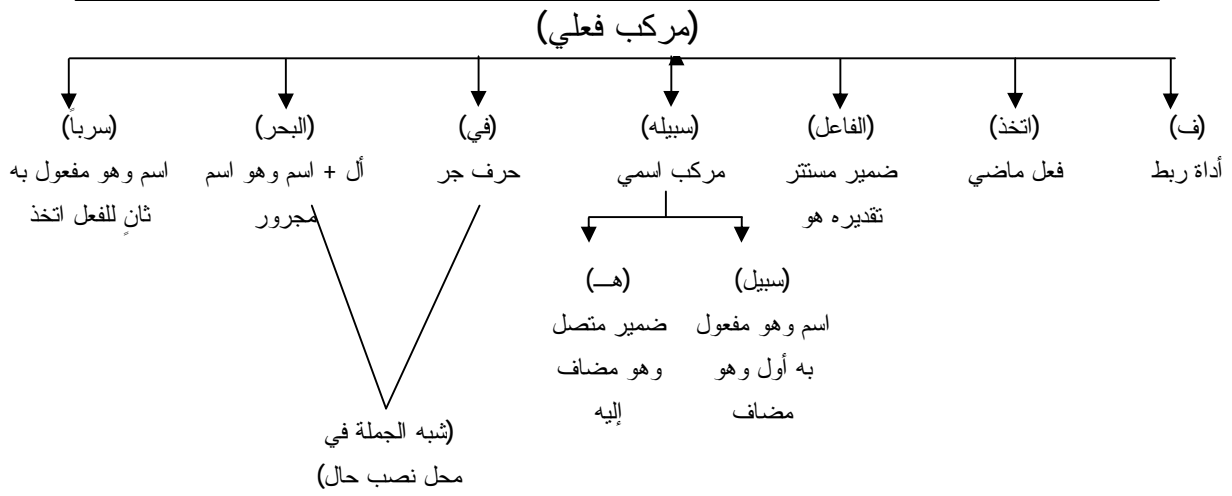 (مركب فعلي)
(ف) (اتخذ) (الفاعل) (سبيله) (في) (البحر) (سرباً)
أداة ربط فعل ماضي ضمير مستتر مركب اسمي حرف جر أل + اسم وهو اسم اسم وهو مفعول به
تقديره هو مجرور ثانٍ للفعل اتخذ
(سبيل) (هـ)
اسم وهو مفعول ضمير متصل
به أول وهو وهو مضاف
مضاف إليه
(شبه الجملة في
محل نصب حال)